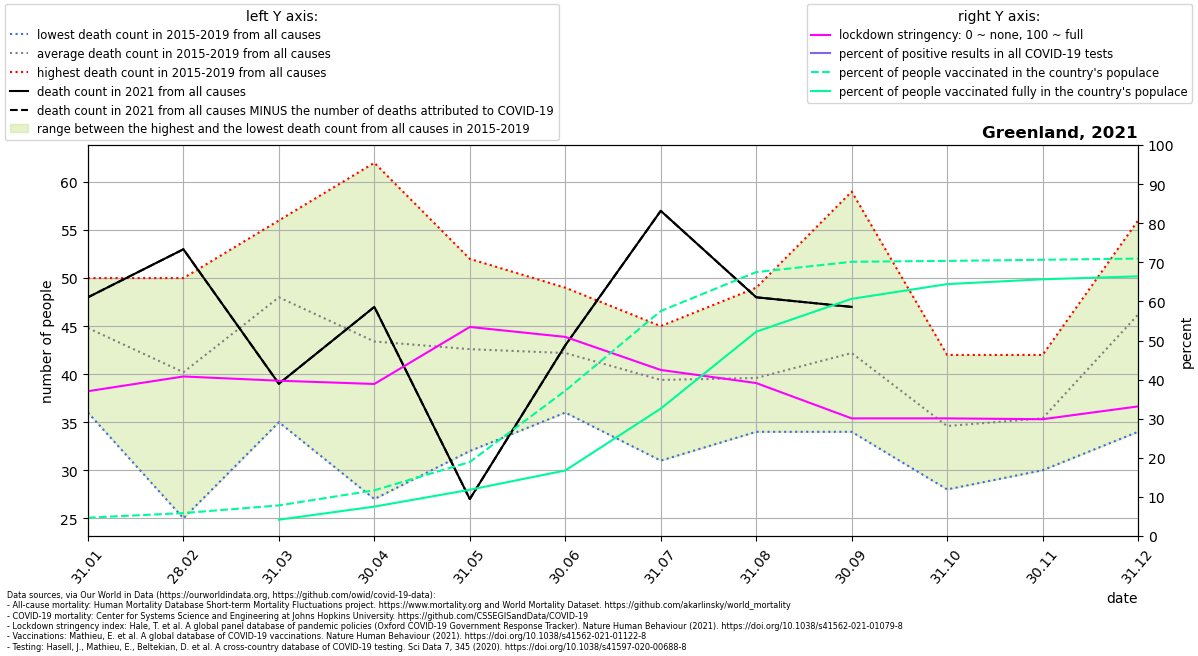 left Y axis:
lowest death count in 2015-2019 from all causes
average death count in 2015-2019 from all causes
highest death count in 2015-2019 from all causes
death count in 2021 from all causes
death count in 2021 from all causes MINUS the number of deaths attributed to COVID-19
range between the highest and the lowest death count from all causes in 2015-2019
right Y axis:
lockdown stringency: 0 ~ none, 100 ~ full
percent of positive results in all COVID-19 tests
percent of people vaccinated in the country's populace
percent of people vaccinated fully in the country's populace
Greenland, 2021
number of people
60
55
50
45
40
35
30
25
100
90
80
70
60
50
40
30
20
10
0
percent
31.01
28.02
31.03
30.04
31.05
30.06
31.07
31.08
30.09
31.10
30.11
31.12
date
Data sources, via Our World in Data (https://ourworldindata.org, https://github.com/owid/covid-19-data):
- All-cause mortality: Human Mortality Database Short-term Mortality Fluctuations project. https://www.mortality.org and World Mortality Dataset. https://github.com/akarlinsky/world_mortality
- COVID-19 mortality: Center for Systems Science and Engineering at Johns Hopkins University. https://github.com/CSSEGISandData/COVID-19
- Lockdown stringency index: Hale, T. et al. A global panel database of pandemic policies (Oxford COVID-19 Government Response Tracker). Nature Human Behaviour (2021). https://doi.org/10.1038/s41562-021-01079-8
- Vaccinations: Mathieu, E. et al. A global database of COVID-19 vaccinations. Nature Human Behaviour (2021). https://doi.org/10.1038/s41562-021-01122-8
- Testing: Hasell, J., Mathieu, E., Beltekian, D. et al. A cross-country database of COVID-19 testing. Sci Data 7, 345 (2020). https://doi.org/10.1038/s41597-020-00688-8